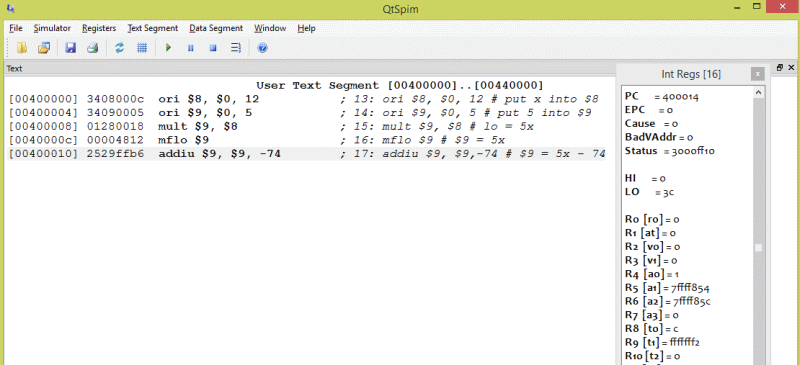 QtSpim
File Simulator Registers Text Segment Data Segment Window Help
Text
User Text Segment [00400000]..[00440000]
[00400000] 3408000c ori $8, $0, 12 ; 13: ori $8, $0, 12 # put x into $8
[00400004] 34090005 ori $9, $0, 5 ; 14: ori $9, $0, 5 # put 5 into $9
[00400008] 01280018 mult $9, $8 ; 15: mult $9, $8 # lo = 5x
[0040000c] 00004812 mflo $9 ; 16: mflo $9 # $9 = 5x
[00400010] 2529ffb6 addiu $9, $9, -74 ; 17: addiu $9, $9,-74 # $9 = 5x - 74
Int Regs [16]
PC = 400014
EPC = 0
Cause = 0
BadVAddr = 0
Status = 3000ff10
HI = 0
LO = 3c
R0 [r0] = 0
R1 [at] = 0
R2 [v0] = 0
R3 [v1] = 0
R4 [a0] = 1
R5 [a1] = 7ffff854
R6 [a2] = 7ffff85c
R7 [a3] = 0
R8 [t0] = c
R9 [t1] = fffffff2
R10 [t2] = 0